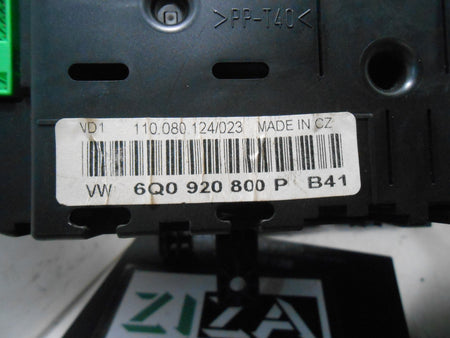 >PP-T40<
VD1 110.080.124/023 MADE IN CZ
VW 6Q0 920 800 P B41
ZIZA